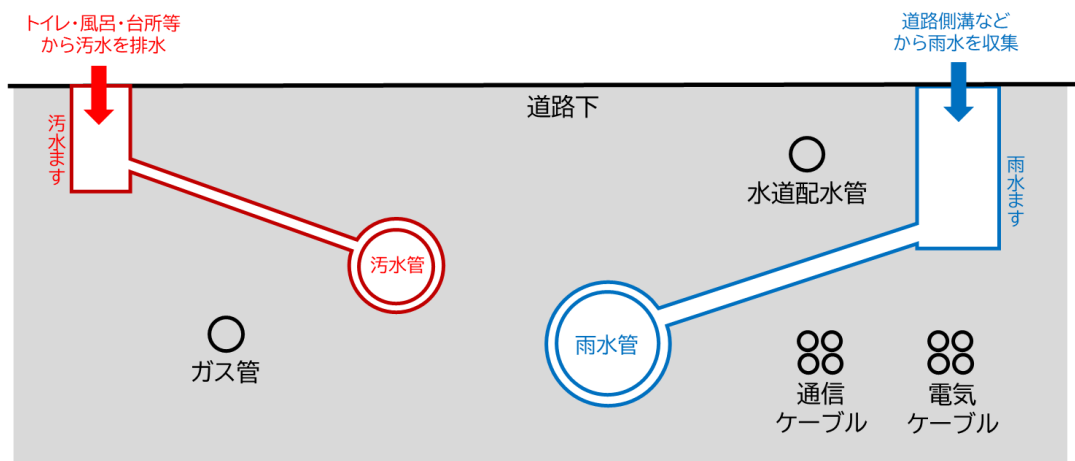 トイレ・風呂・台所等
から汚水を排水
道路側溝など
から雨水を収集
道路下
汚水ます
水道配水管
雨水ます
汚水管
雨水管
ガス管
通信
ケーブル
電気
ケーブル